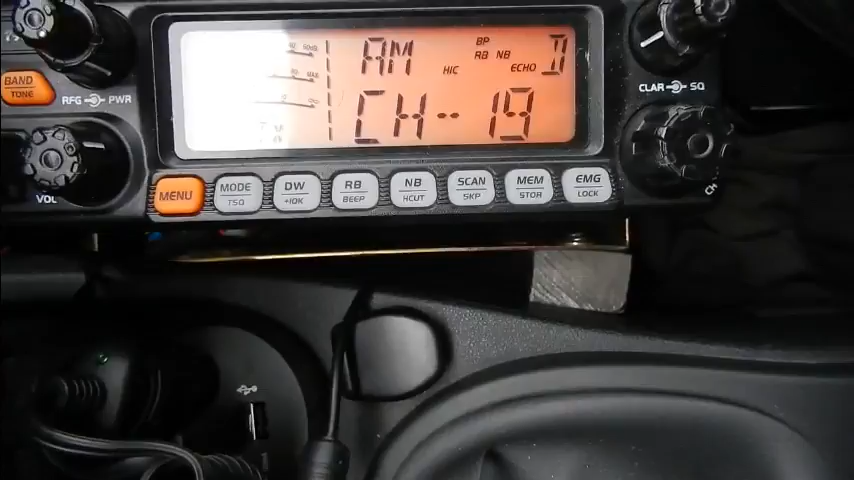 AM
BP
RB NB
HIC
ECHO
D
CH--19
BAND
TONE
RFG
PWR
VOL
CLAR
SQ
CH
MENU
MODE
TSQ
DW
+10K
RB
BEEP
NB
HCUT
SCAN
SKP
MEM
STOR
EMG
LOCK